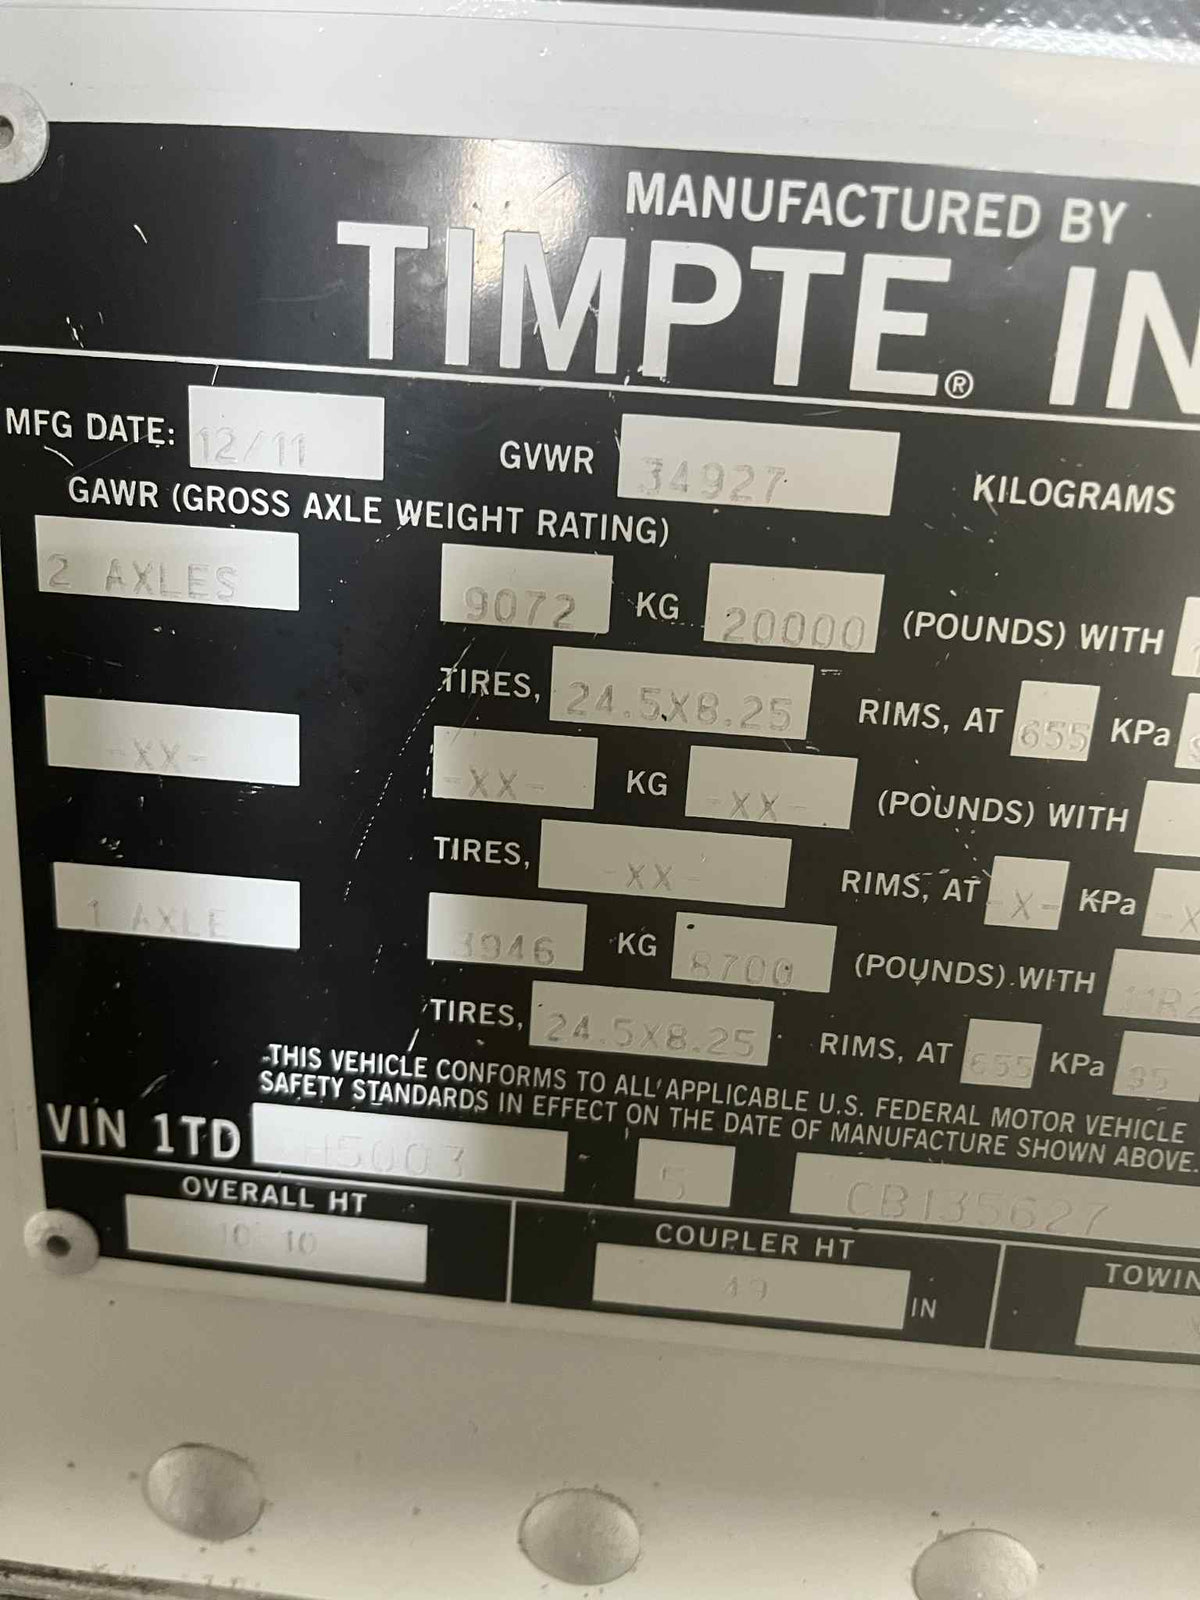 MANUFACTURED BY
TIMPTE® IN
MFG DATE: 12/11 GVWR 34927 KILOGRAMS
GAWR (GROSS AXLE WEIGHT RATING)
2 AXLES 9072 KG 20000 (POUNDS) WITH
TIRES, 24.5X8.25 RIMS, AT 655 KPa
-XX- -XX- KG -XX- (POUNDS) WITH
TIRES, -XX- RIMS, AT -X- KPa -X
1 AXLE 3946 KG 8700 (POUNDS) WITH 11R2
TIRES, 24.5X8.25 RIMS, AT 655 KPa 95
THIS VEHICLE CONFORMS TO ALL APPLICABLE U.S. FEDERAL MOTOR VEHICLE
SAFETY STANDARDS IN EFFECT ON THE DATE OF MANUFACTURE SHOWN ABOVE.
VIN 1TD H5003 5 CB135627
OVERALL HT COUPLER HT TOWIN
10 10 49 IN